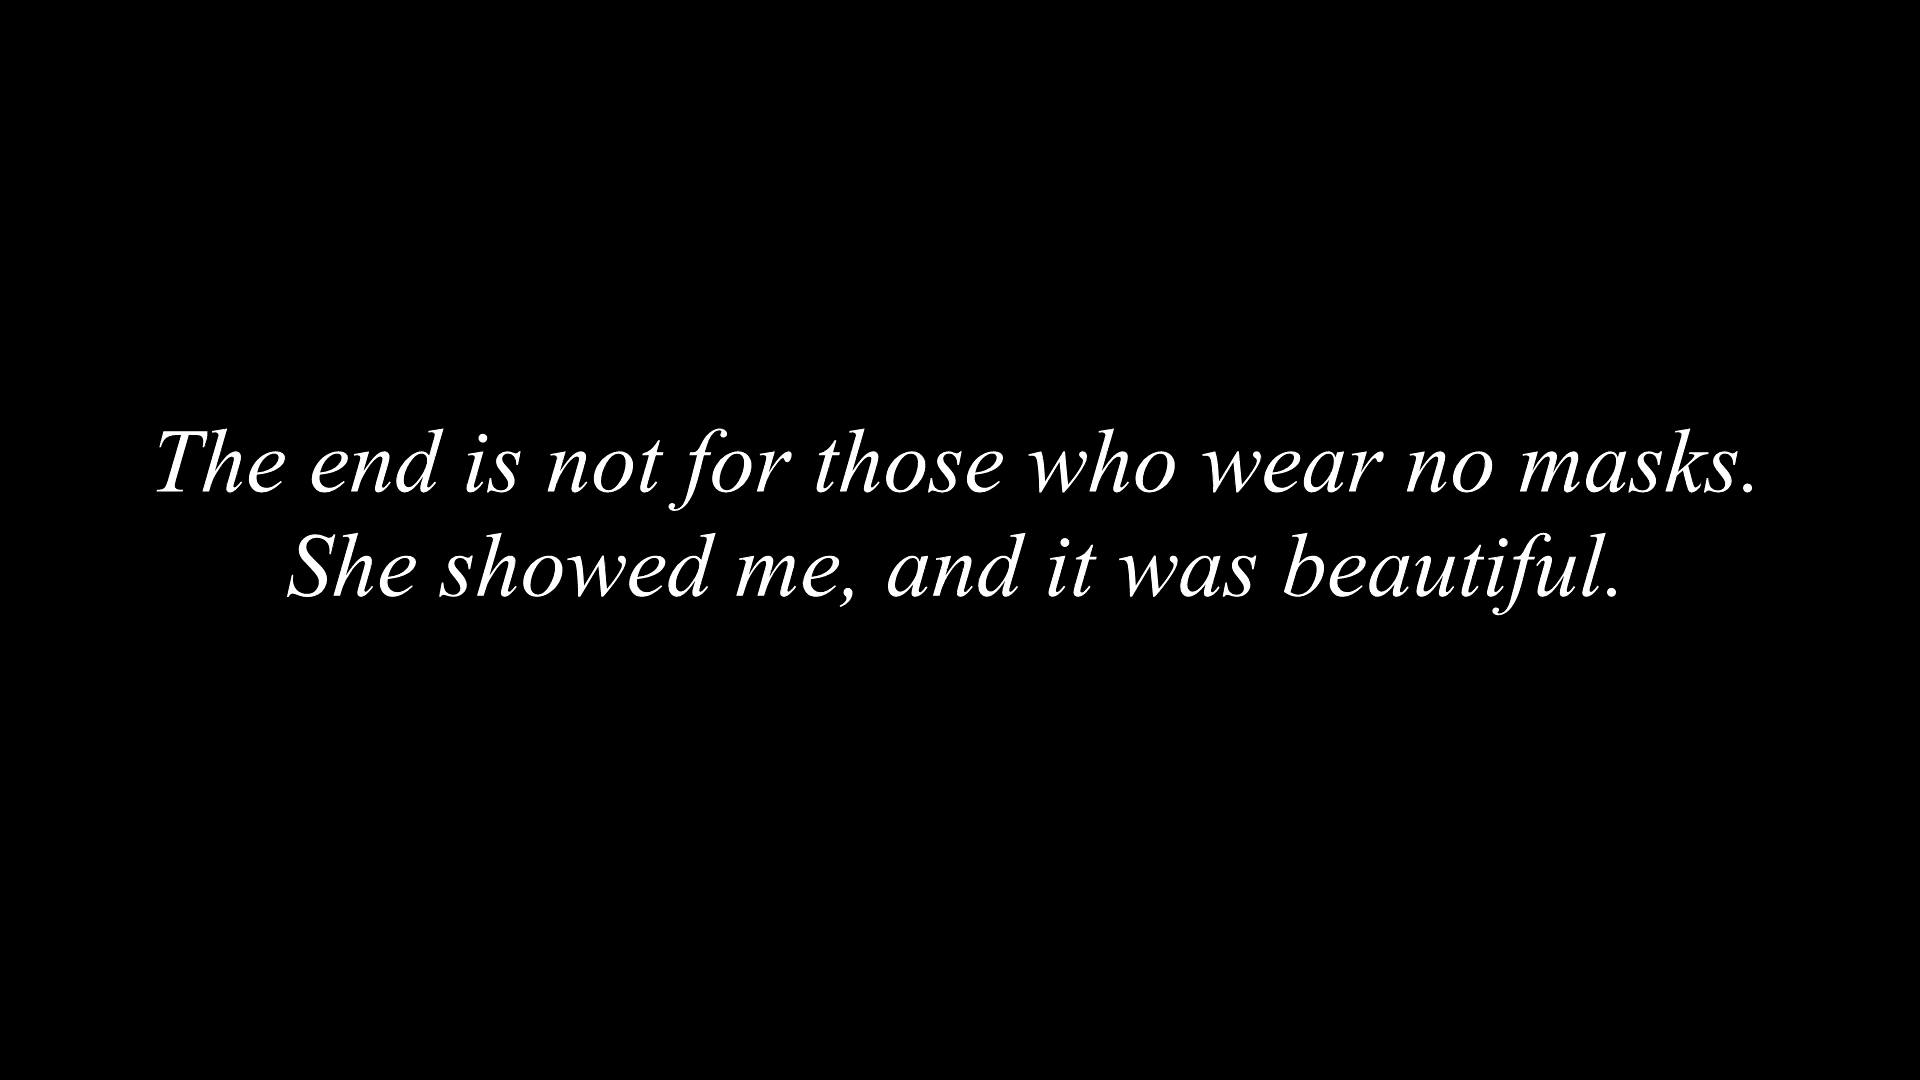 The end is not for those who wear no masks.
She showed me, and it was beautiful.